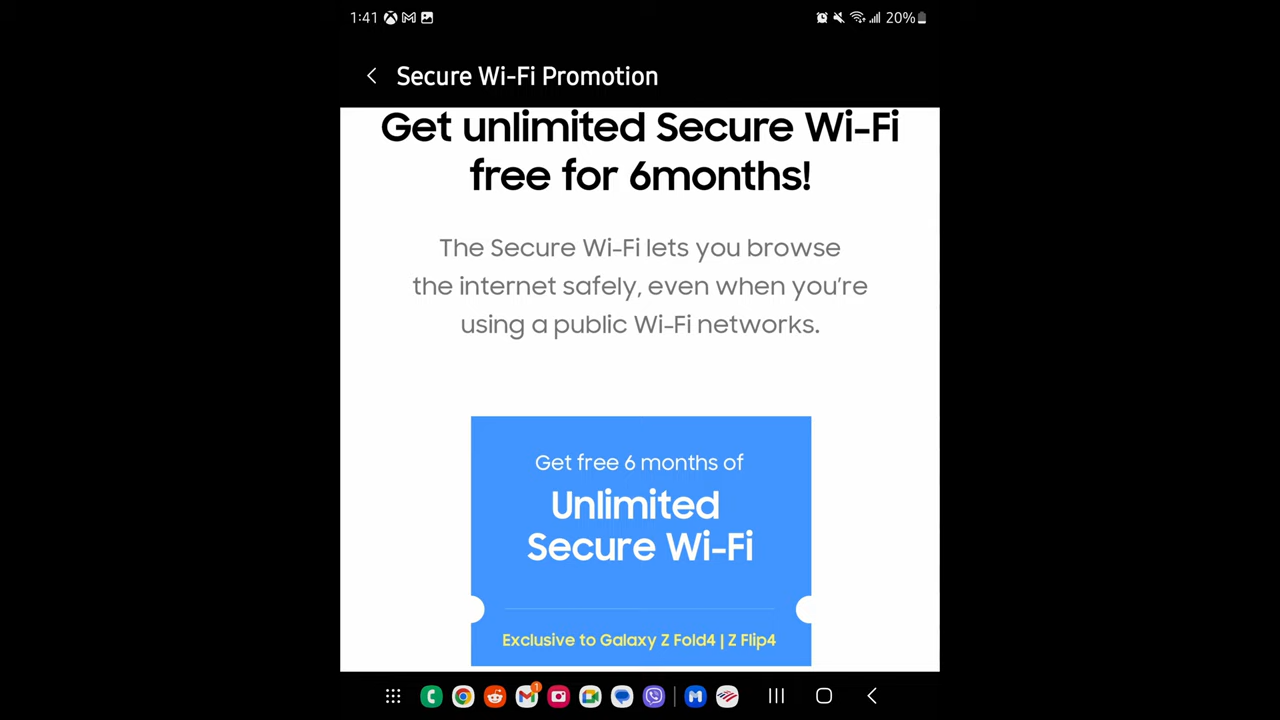 1:41
20%
Secure Wi-Fi Promotion
Get unlimited Secure Wi-Fi
free for 6months!
The Secure Wi-Fi lets you browse
the internet safely, even when you're
using a public Wi-Fi networks.
Get free 6 months of
Unlimited
Secure Wi-Fi
Exclusive to Galaxy Z Fold4 | Z Flip4
1